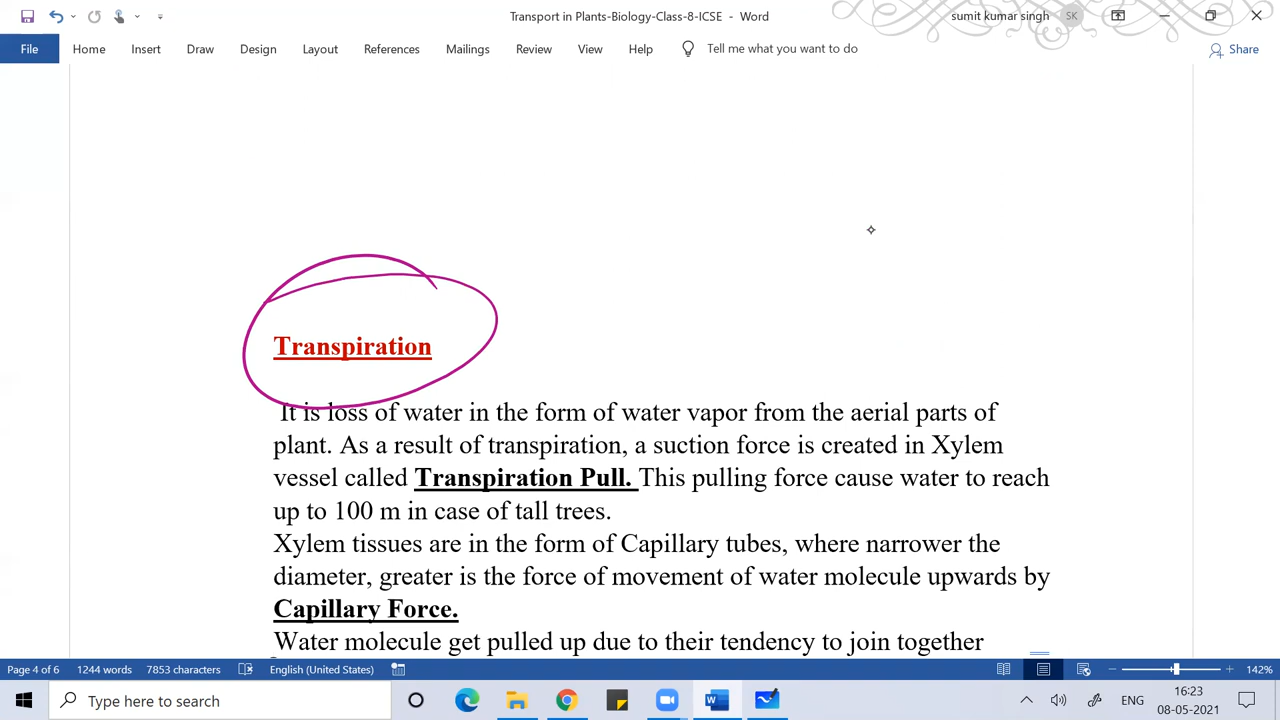 Transport in Plants-Biology-Class-8-ICSE - Word
sumit kumar singh SK
File Home Insert Draw Design Layout References Mailings Review View Help Tell me what you want to do Share
Transpiration
It is loss of water in the form of water vapor from the aerial parts of
plant. As a result of transpiration, a suction force is created in Xylem
vessel called Transpiration Pull. This pulling force cause water to reach
up to 100 m in case of tall trees.
Xylem tissues are in the form of Capillary tubes, where narrower the
diameter, greater is the force of movement of water molecule upwards by
Capillary Force.
Water molecule get pulled up due to their tendency to join together
Page 4 of 6 1244 words 7853 characters English (United States) 142%
Type here to search
ENG
16:23
08-05-2021